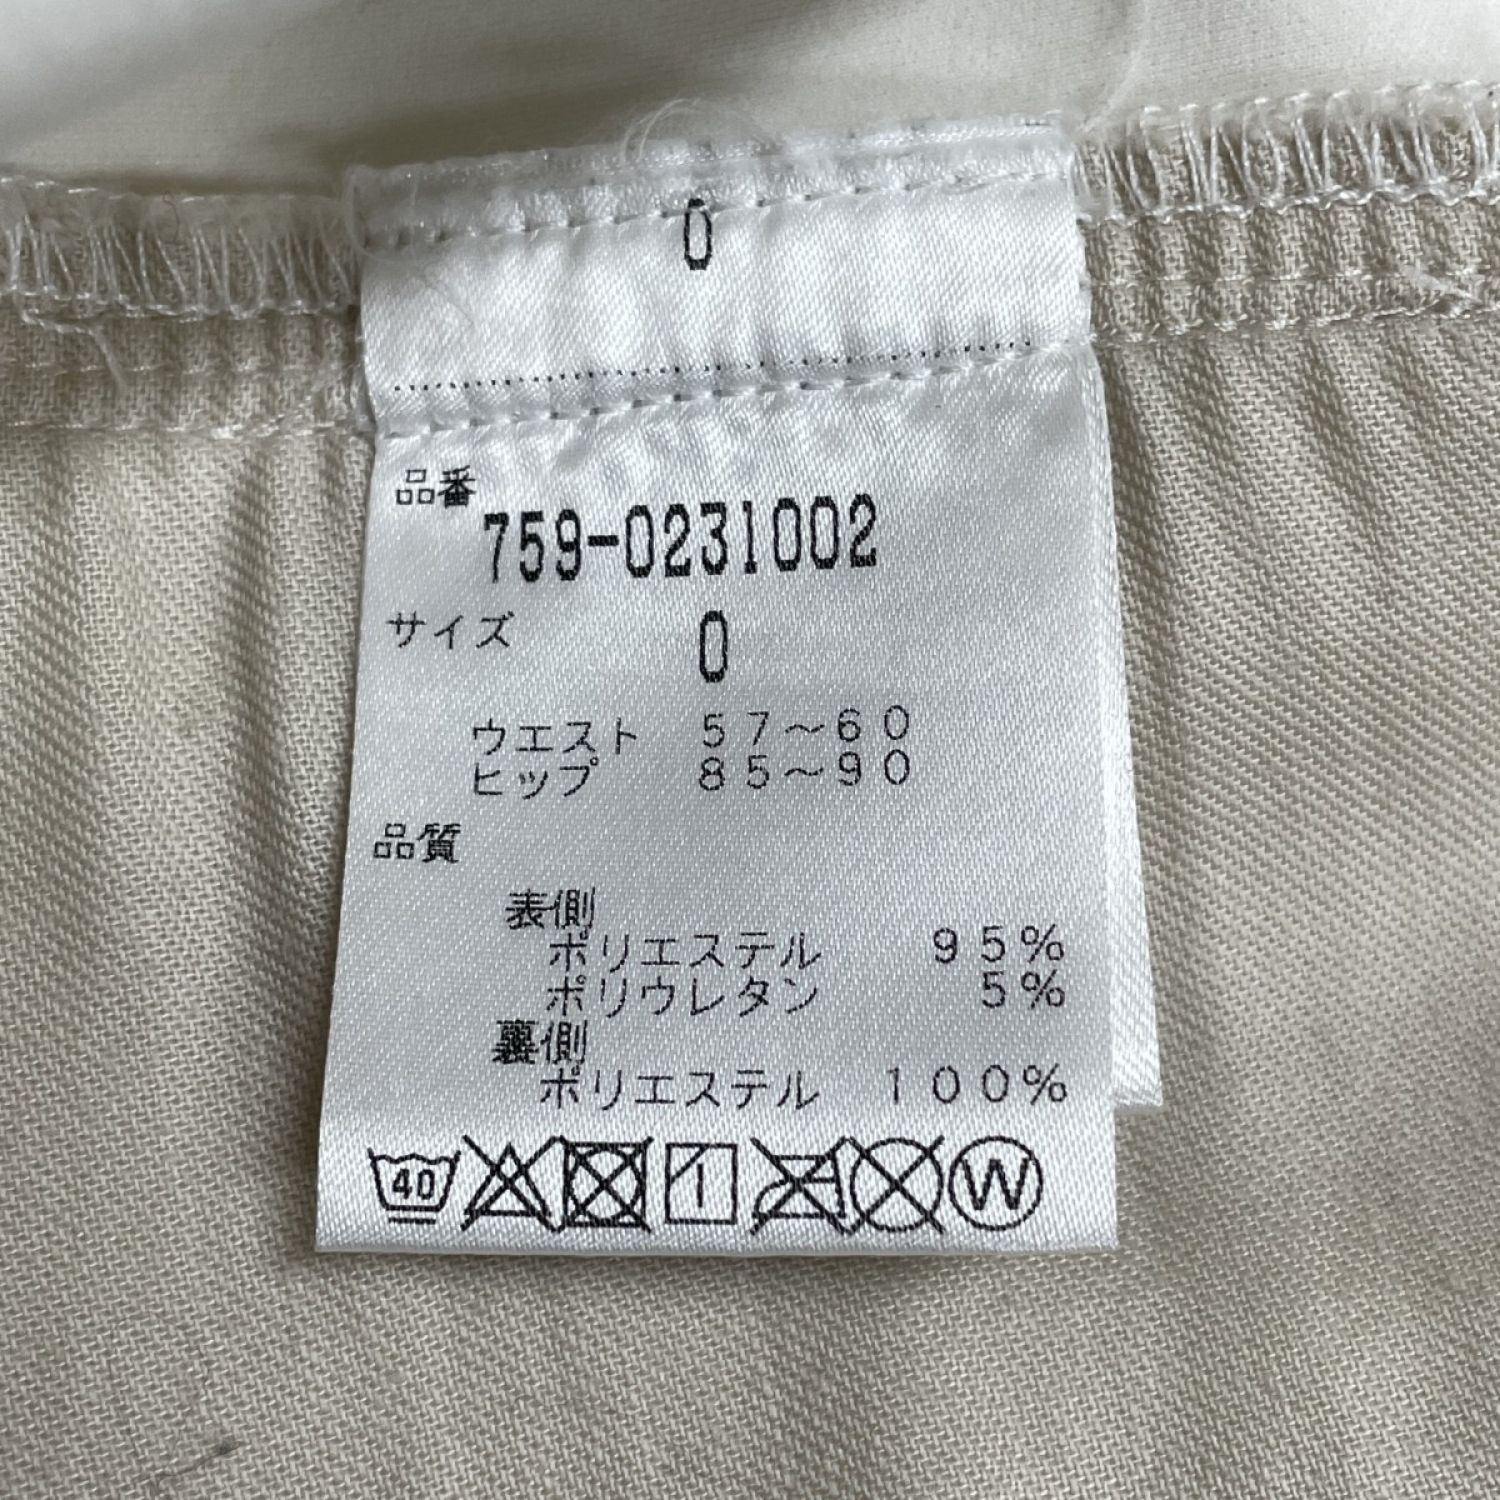 0
品番
759-0231002
サイズ 0
ウエスト 57～60
ヒップ 85～90
品質
表側
ポリエステル 95%
ポリウレタン 5%
裏側
ポリエステル 100%
40 W